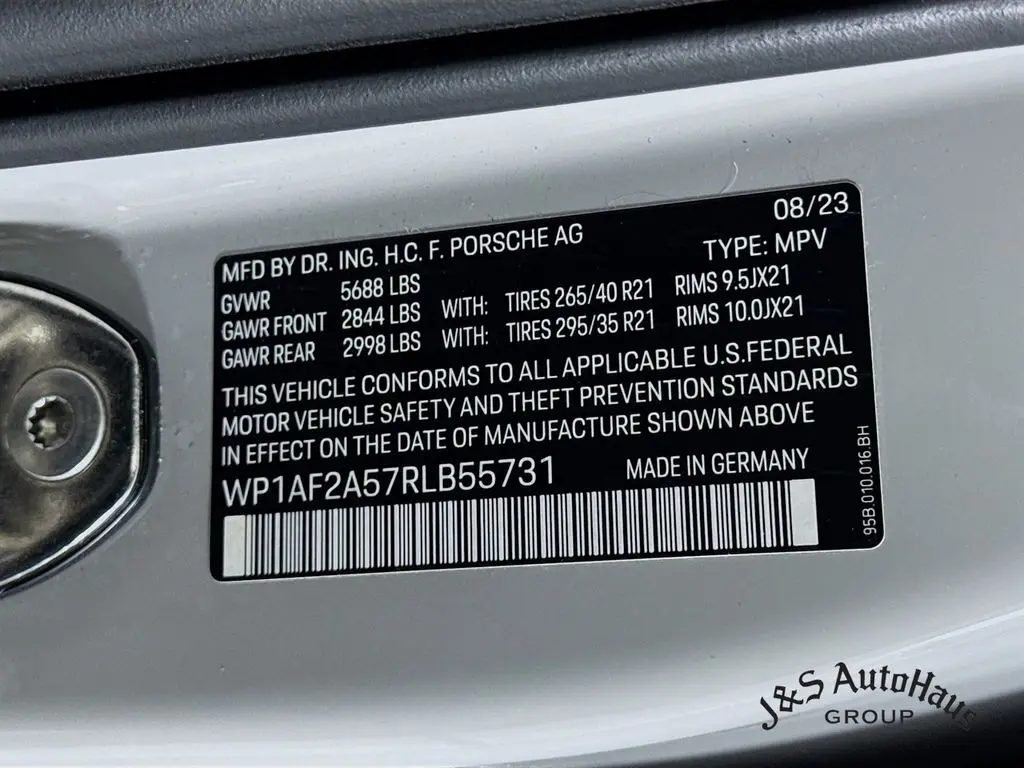 08/23
MFD BY DR. ING. H.C. F. PORSCHE AG TYPE: MPV
GVWR 5688 LBS
GAWR FRONT 2844 LBS WITH: TIRES 265/40 R21 RIMS 9.5JX21
GAWR REAR 2998 LBS WITH: TIRES 295/35 R21 RIMS 10.0JX21
THIS VEHICLE CONFORMS TO ALL APPLICABLE U.S.FEDERAL
MOTOR VEHICLE SAFETY AND THEFT PREVENTION STANDARDS
IN EFFECT ON THE DATE OF MANUFACTURE SHOWN ABOVE
WP1AF2A57RLB55731 MADE IN GERMANY
95B.010.016.BH
J&S AutoHaus
GROUP